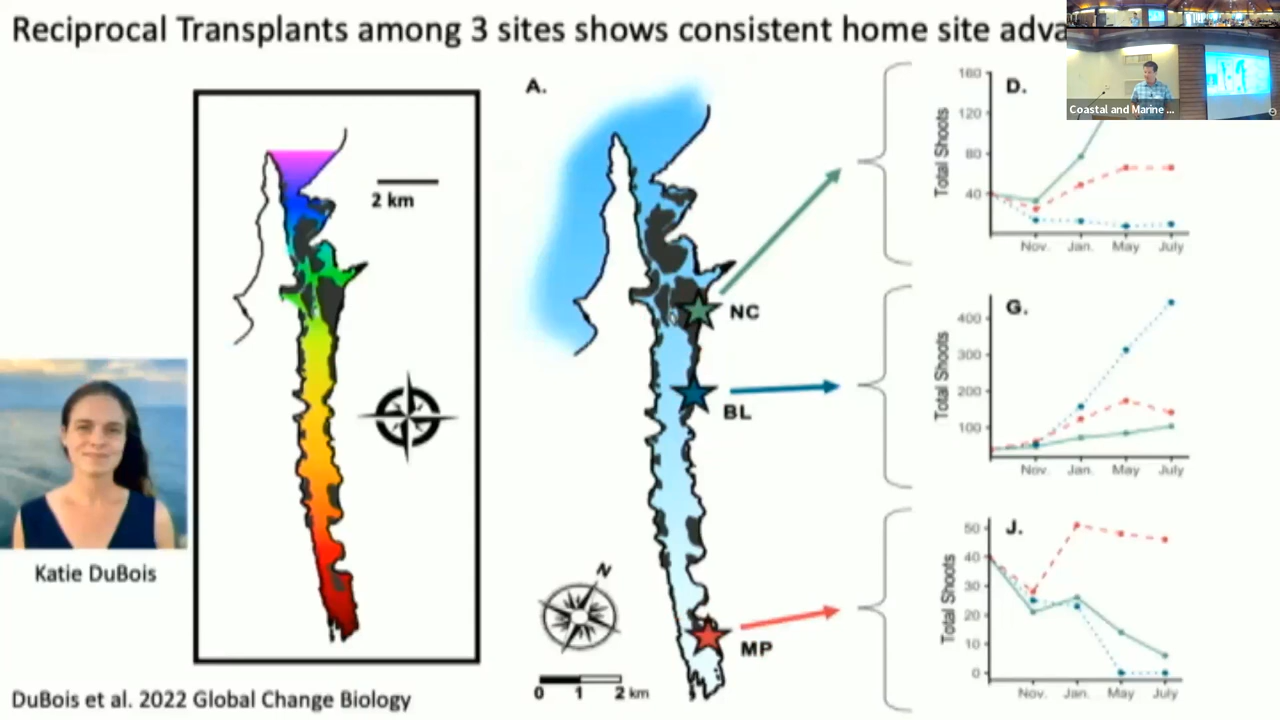 Reciprocal Transplants among 3 sites shows consistent home site adva
Coastal and Marine ...
2 km
Katie DuBois
DuBois et al. 2022 Global Change Biology
A.
NC
BL
MP
N
0 1 2 km
D.
Total Shoots
160
120
80
40
Nov. Jan. May July
G.
Total Shoots
400
300
200
100
Nov. Jan. May July
J.
Total Shoots
50
40
30
20
10
0
Nov. Jan. May July